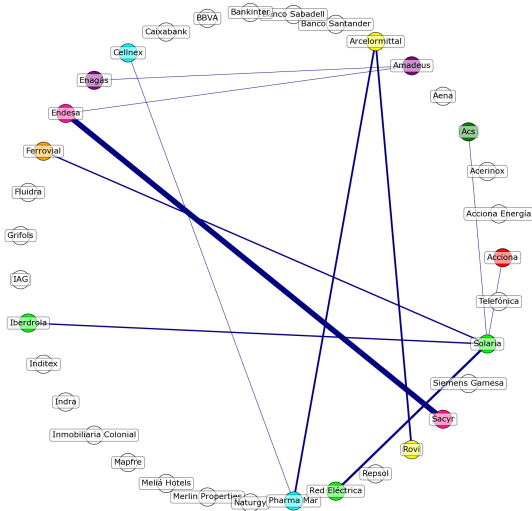 Bankinter
Banco Sabadell
BBVA
Banco Santander
Caixabank
Arcelormittal
Cellnex
Amadeus
Enagás
Aena
Endesa
Acs
Ferrovial
Acerinox
Fluidra
Acciona Energía
Grifols
Acciona
IAG
Telefónica
Iberdrola
Solaria
Inditex
Siemens Gamesa
Indra
Sacyr
Inmobiliaria Colonial
Rovi
Mapfre
Repsol
Meliá Hotels
Red Eléctrica
Merlin Properties
Naturgy
Pharma Mar